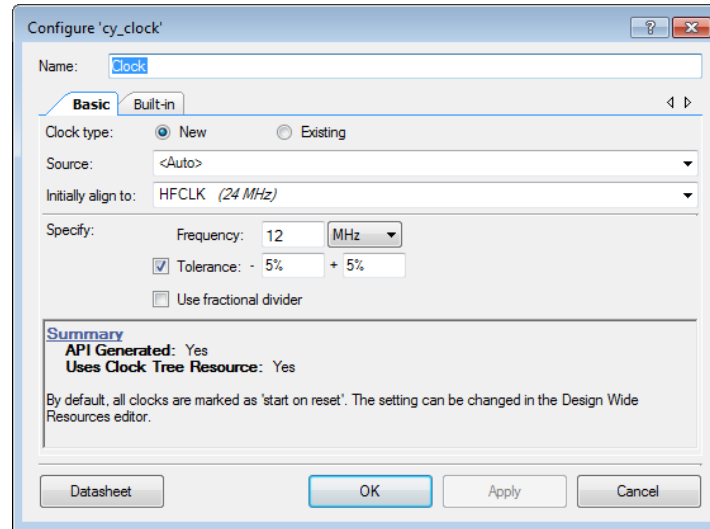 Configure 'cy_clock'
?
Name: Clock
Basic Built-in
Clock type: New Existing
Source: <Auto>
Initially align to: HFCLK (24 MHz)
Specify: Frequency: 12 MHz
Tolerance: - 5% + 5%
Use fractional divider
Summary
API Generated: Yes
Uses Clock Tree Resource: Yes
By default, all clocks are marked as 'start on reset'. The setting can be changed in the Design Wide
Resources editor.
Datasheet OK Apply Cancel